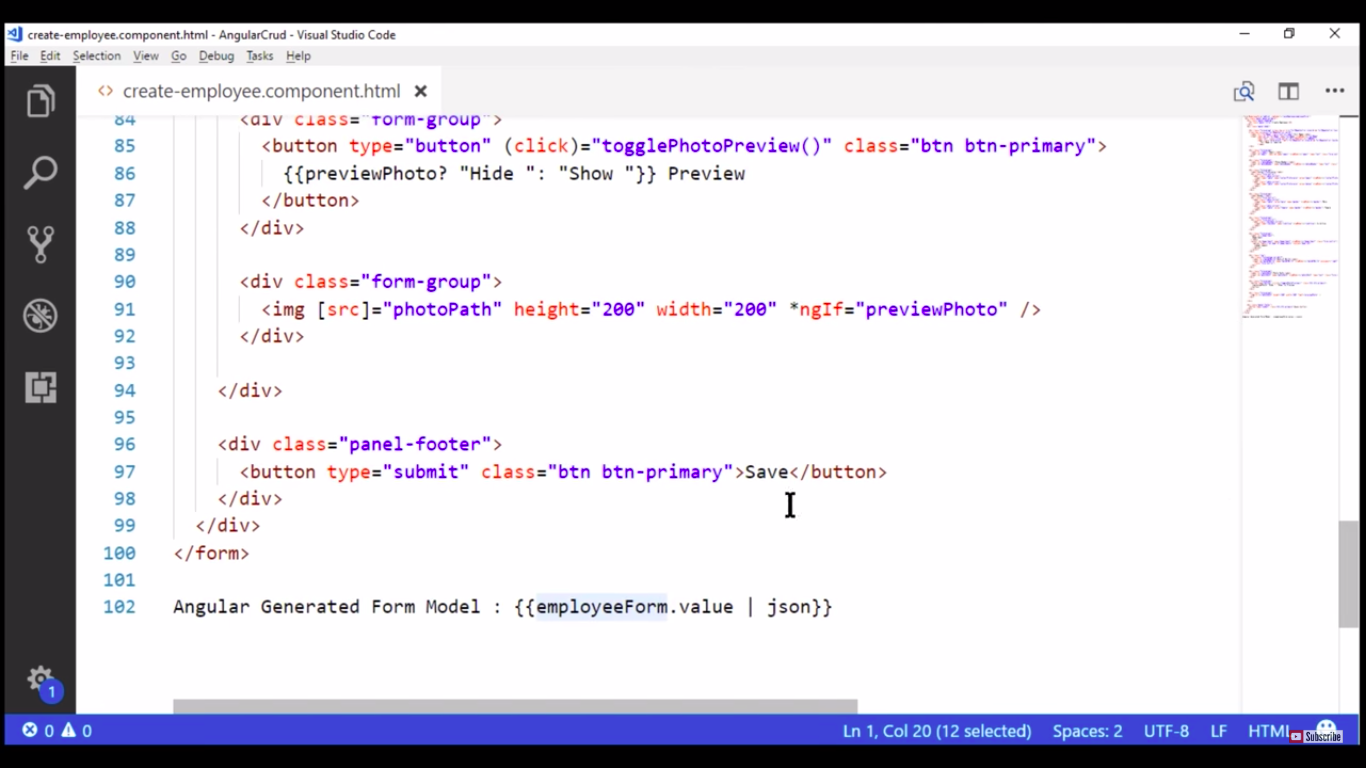 create-employee.component.html - AngularCrud - Visual Studio Code
File Edit Selection View Go Debug Tasks Help
<> create-employee.component.html ×
84 <div class="form-group">
85 <button type="button" (click)="togglePhotoPreview()" class="btn btn-primary">
86 {{previewPhoto? "Hide ": "Show "}} Preview
87 </button>
88 </div>
89
90 <div class="form-group">
91 <img [src]="photoPath" height="200" width="200" *ngIf="previewPhoto" />
92 </div>
93
94 </div>
95
96 <div class="panel-footer">
97 <button type="submit" class="btn btn-primary">Save</button>
98 </div>
99 </div>
100 </form>
101
102 Angular Generated Form Model : {{employeeForm.value | json}}
1
0 0 Ln 1, Col 20 (12 selected) Spaces: 2 UTF-8 LF HTML Subscribe